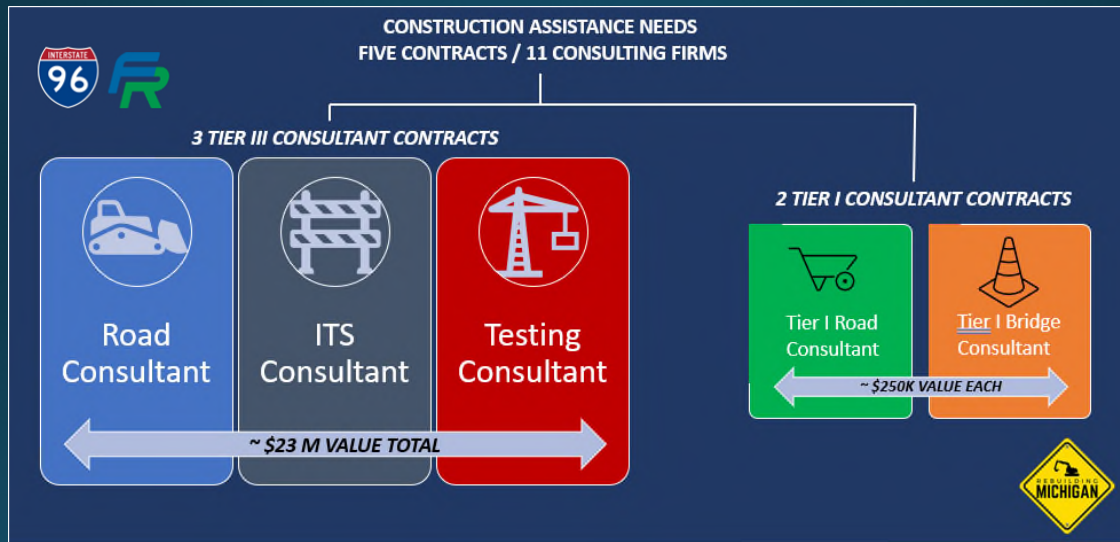 CONSTRUCTION ASSISTANCE NEEDS
FIVE CONTRACTS / 11 CONSULTING FIRMS
INTERSTATE
96
FR
3 TIER III CONSULTANT CONTRACTS
Road
Consultant
ITS
Consultant
Testing
Consultant
~ $23 M VALUE TOTAL
2 TIER I CONSULTANT CONTRACTS
Tier I Road
Consultant
Tier I Bridge
Consultant
~ $250K VALUE EACH
REBUILDING
MICHIGAN